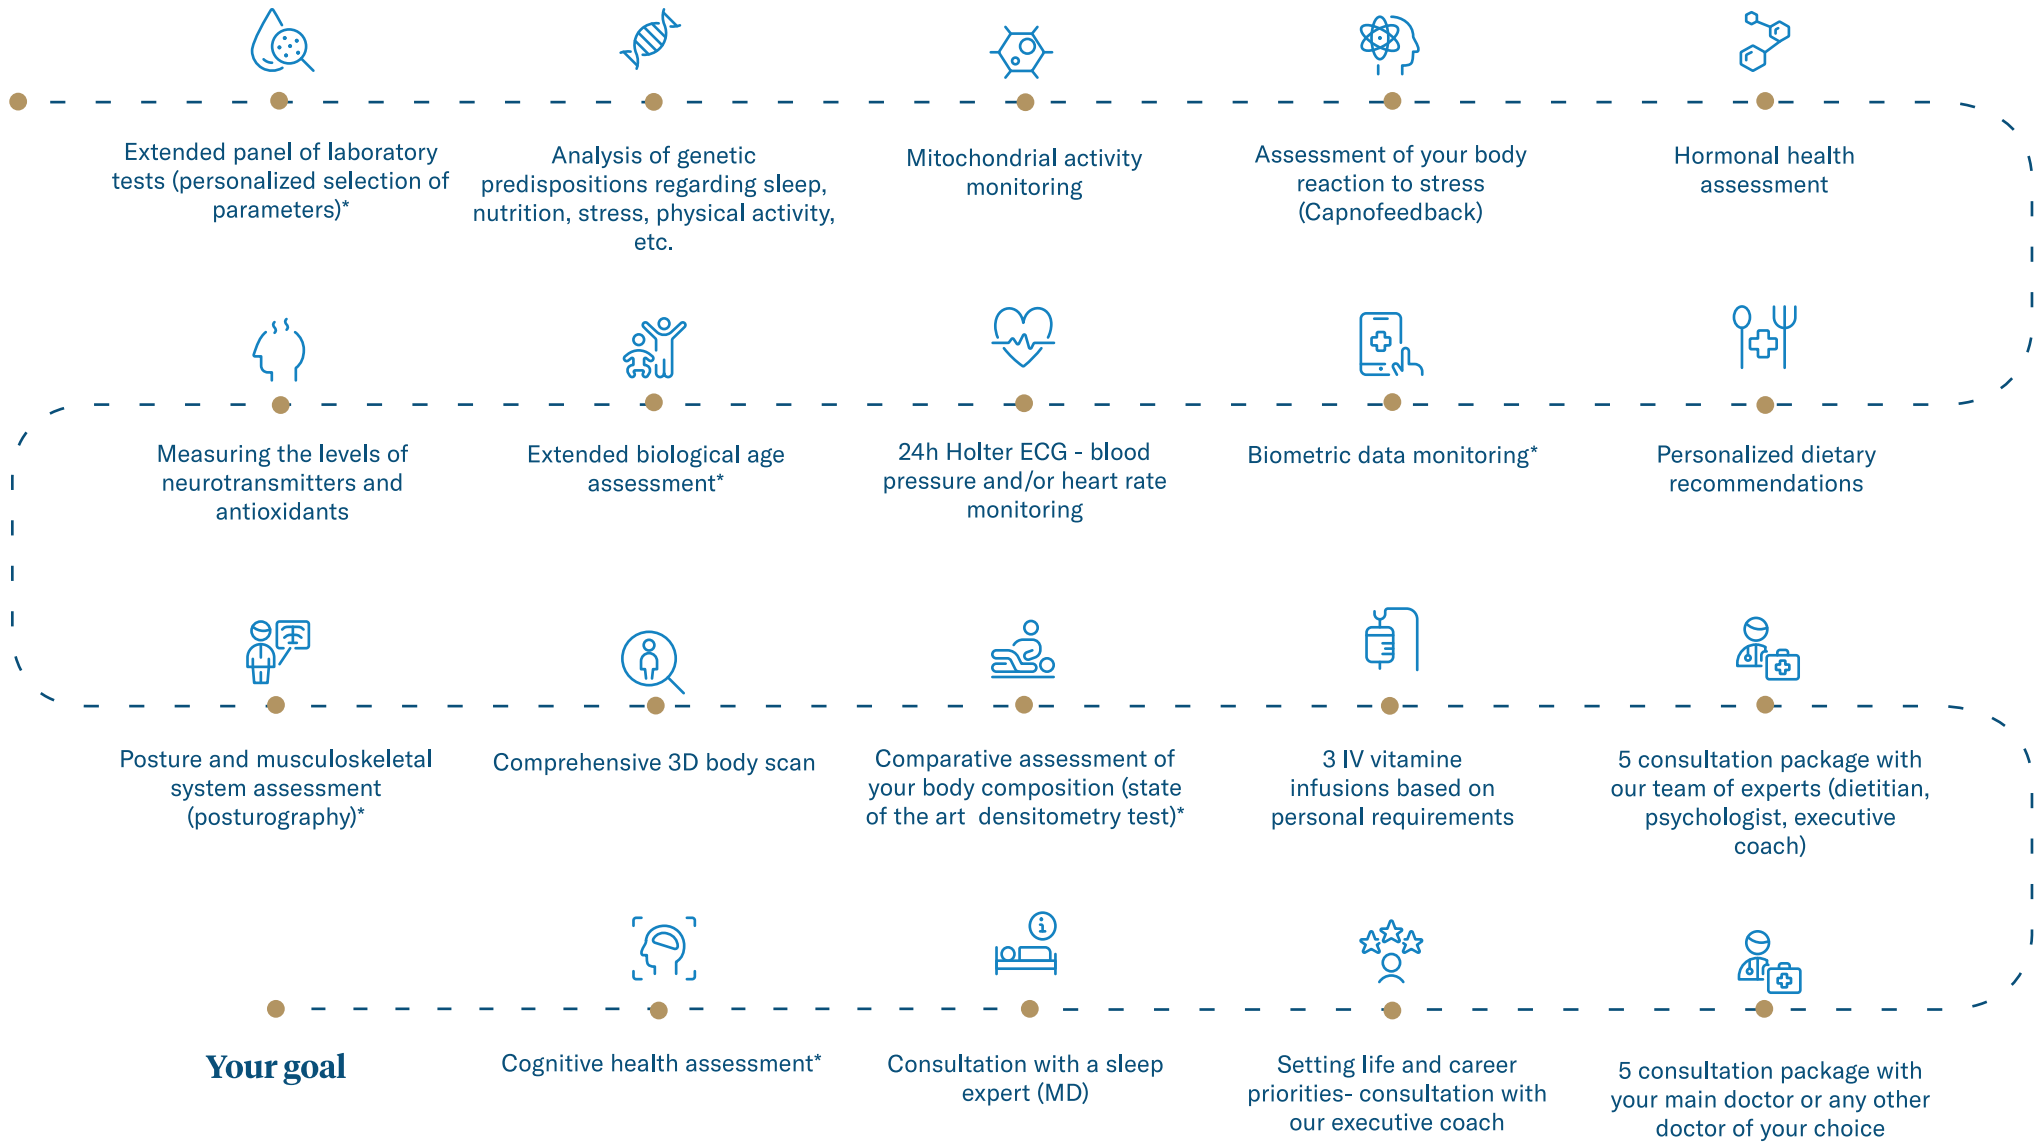 Extended panel of laboratory
tests (personalized selection of
parameters)*
Analysis of genetic
predispositions regarding sleep,
nutrition, stress, physical activity,
etc.
Mitochondrial activity
monitoring
Assessment of your body
reaction to stress
(Capnofeedback)
Hormonal health
assessment
Measuring the levels of
neurotransmitters and
antioxidants
Extended biological age
assessment*
24h Holter ECG - blood
pressure and/or heart rate
monitoring
Biometric data monitoring*
Personalized dietary
recommendations
Posture and musculoskeletal
system assessment
(posturography)*
Comprehensive 3D body scan
Comparative assessment of
your body composition (state
of the art  densitometry test)*
3 IV vitamine
infusions based on
personal requirements
5 consultation package with
our team of experts (dietitian,
psychologist, executive
coach)
Your goal
Cognitive health assessment*
Consultation with a sleep
expert (MD)
Setting life and career
priorities- consultation with
our executive coach
5 consultation package with
your main doctor or any other
doctor of your choice